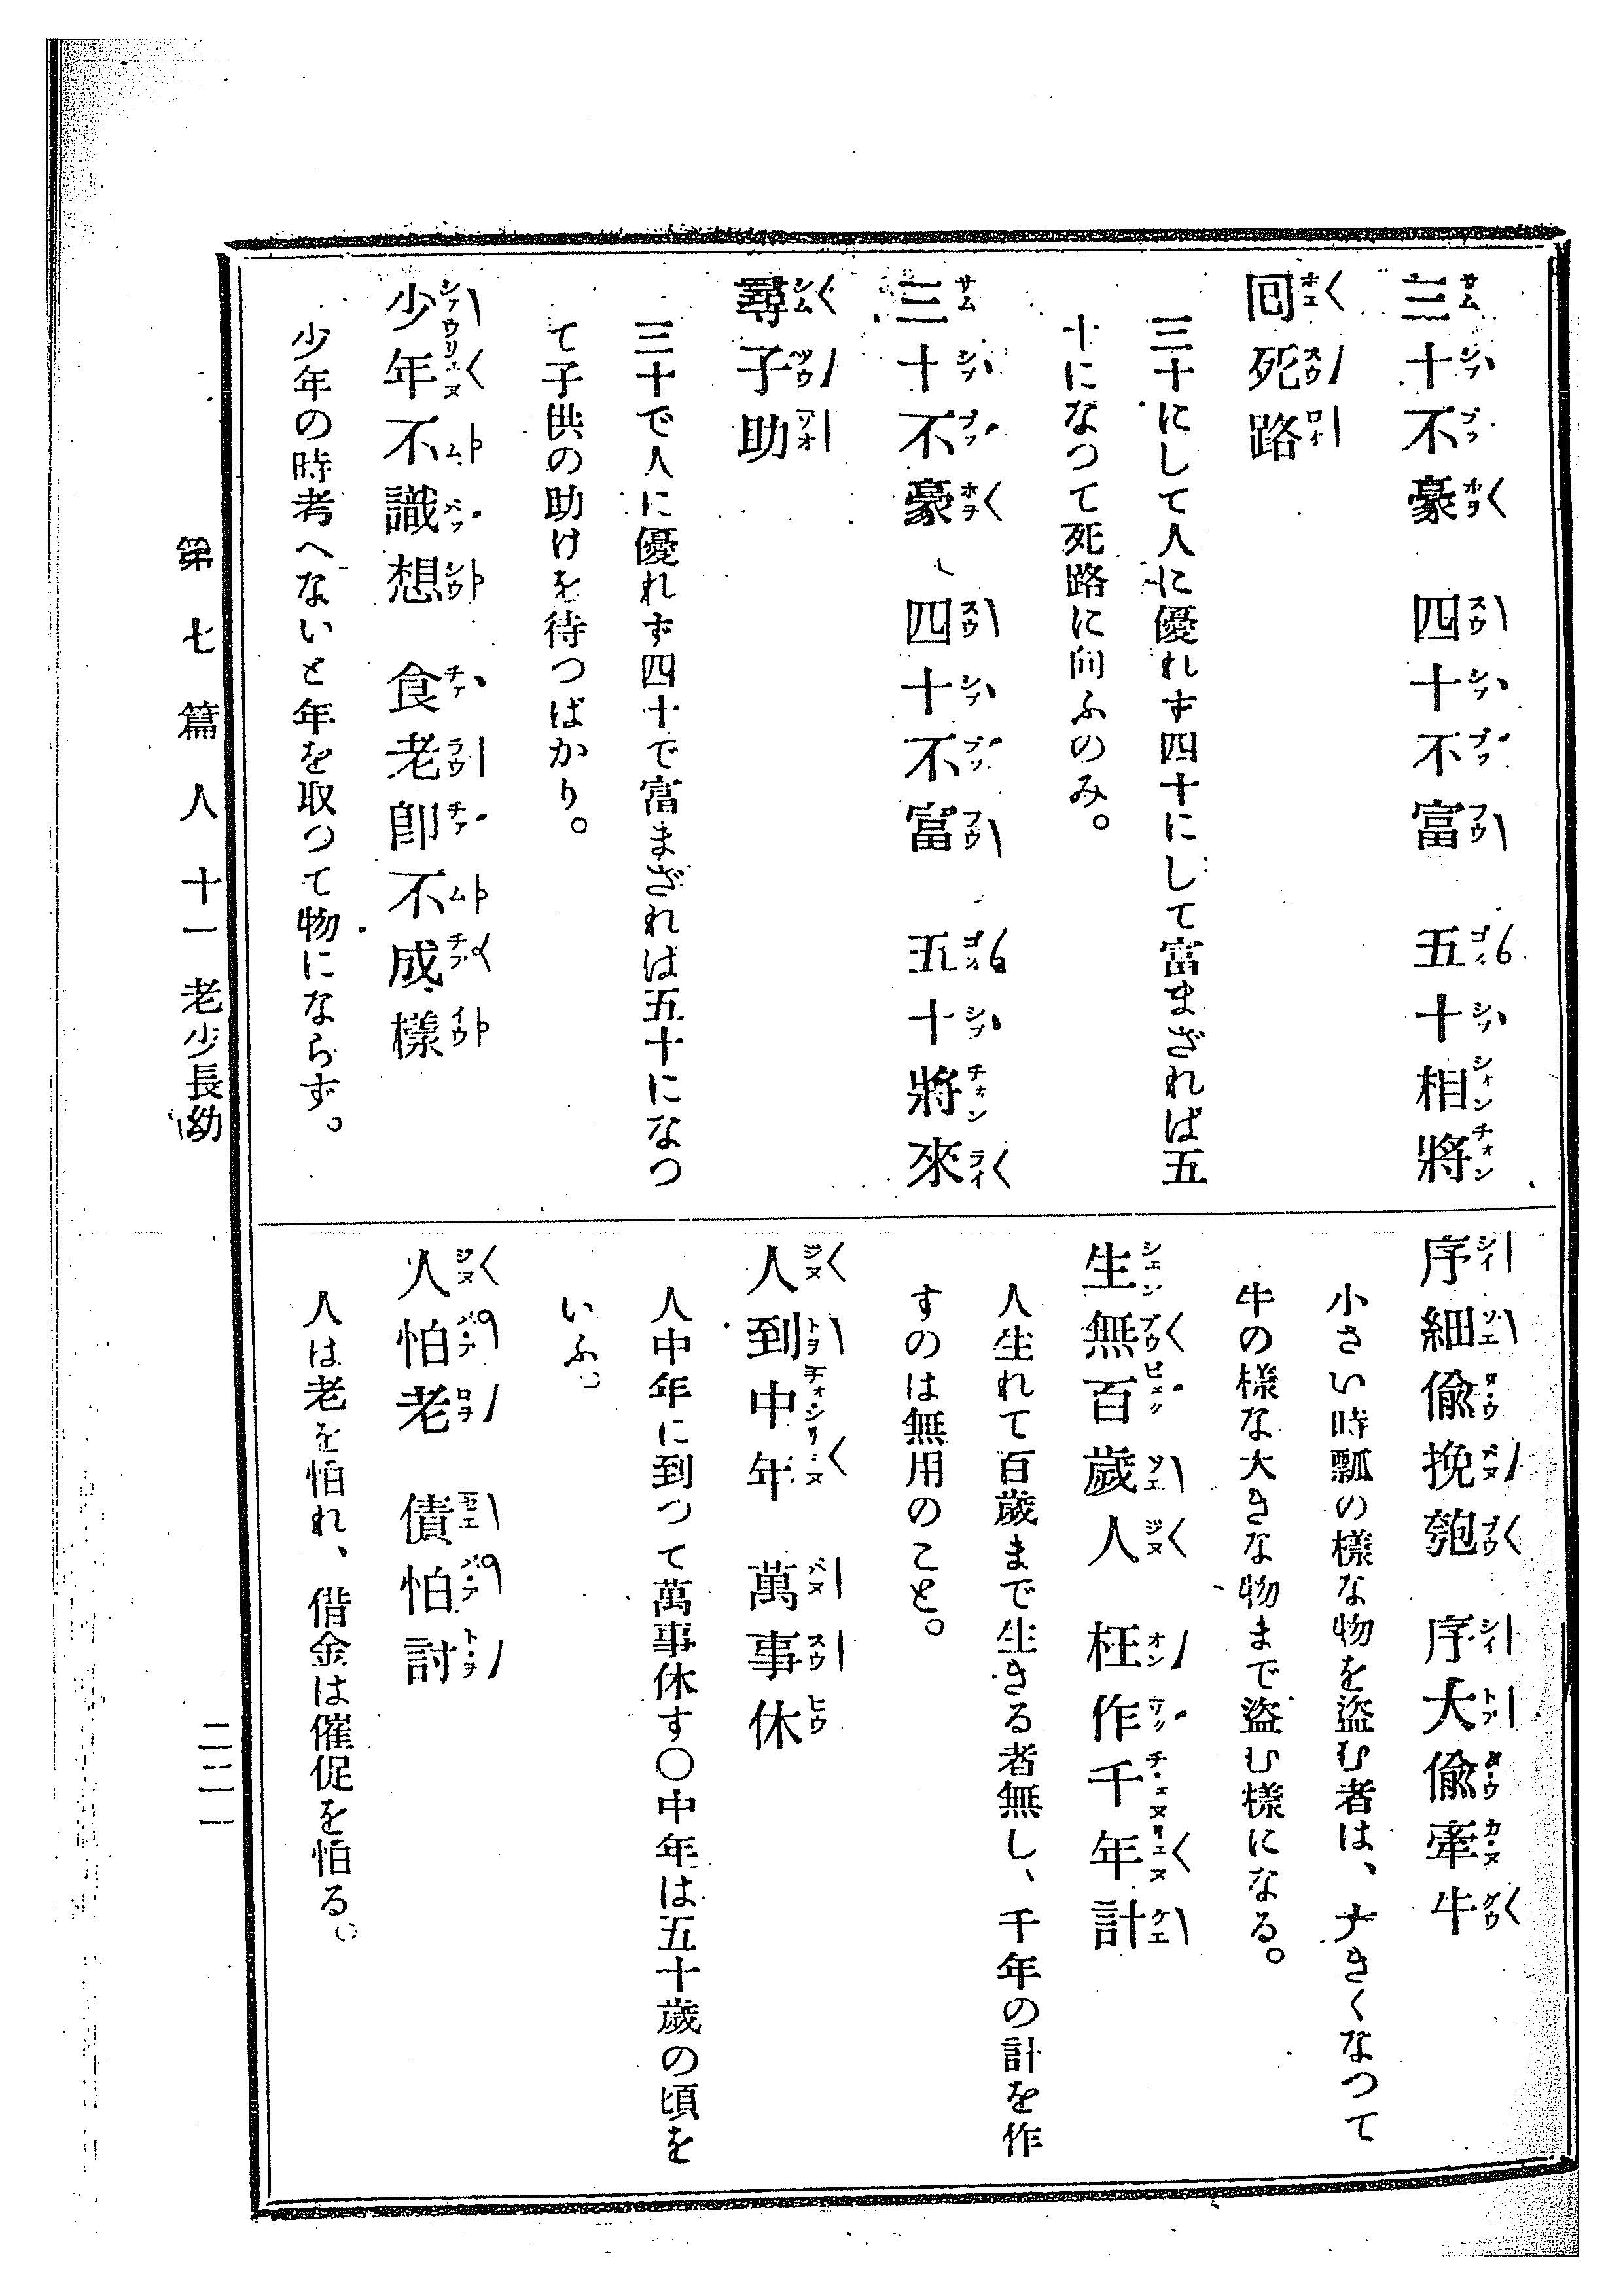 三十不豪 四十不富 五十相將
囘死路
三十にして人に優れず四十にして富まざれば五
十になつて死路に向ふのみ。
三十不豪 四十不富 五十將來
尋子助
三十で人に優れず四十で富まざれは五十になつ
て子供の助けを待つばかり。
少年不識想 食老卽不成樣
少年の時考へないと年を取つて物にならず。
序細偸挽匏 序大偸牽牛
小さい時瓢の樣な物を盜む者は、大きくなつて
牛の樣な大きな物まで盜む樣になる。
生無百歲人 枉作千年計
人生れて百歲まで生きる者無し、千年の計を作
すのは無用のこと。
人到中年 萬事休
人中年に到つて萬事休す〇中年は五十歲の頃を
いふ。
人怕老 債怕討
人は老を怕れ、借金は催促を怕る。
第七篇 人 十一 老少長幼
二二一